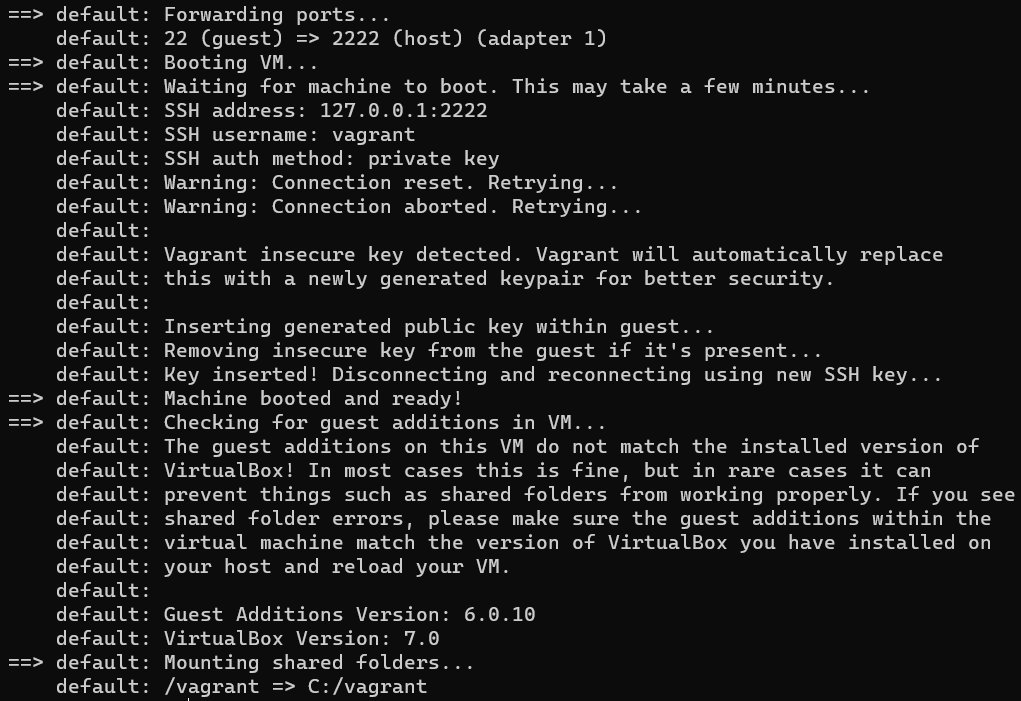 ==> default: Forwarding ports...
    default: 22 (guest) => 2222 (host) (adapter 1)
==> default: Booting VM...
==> default: Waiting for machine to boot. This may take a few minutes...
    default: SSH address: 127.0.0.1:2222
    default: SSH username: vagrant
    default: SSH auth method: private key
    default: Warning: Connection reset. Retrying...
    default: Warning: Connection aborted. Retrying...
    default:
    default: Vagrant insecure key detected. Vagrant will automatically replace
    default: this with a newly generated keypair for better security.
    default:
    default: Inserting generated public key within guest...
    default: Removing insecure key from the guest if it's present...
    default: Key inserted! Disconnecting and reconnecting using new SSH key...
==> default: Machine booted and ready!
==> default: Checking for guest additions in VM...
    default: The guest additions on this VM do not match the installed version of
    default: VirtualBox! In most cases this is fine, but in rare cases it can
    default: prevent things such as shared folders from working properly. If you see
    default: shared folder errors, please make sure the guest additions within the
    default: virtual machine match the version of VirtualBox you have installed on
    default: your host and reload your VM.
    default:
    default: Guest Additions Version: 6.0.10
    default: VirtualBox Version: 7.0
==> default: Mounting shared folders...
    default: /vagrant => C:/vagrant